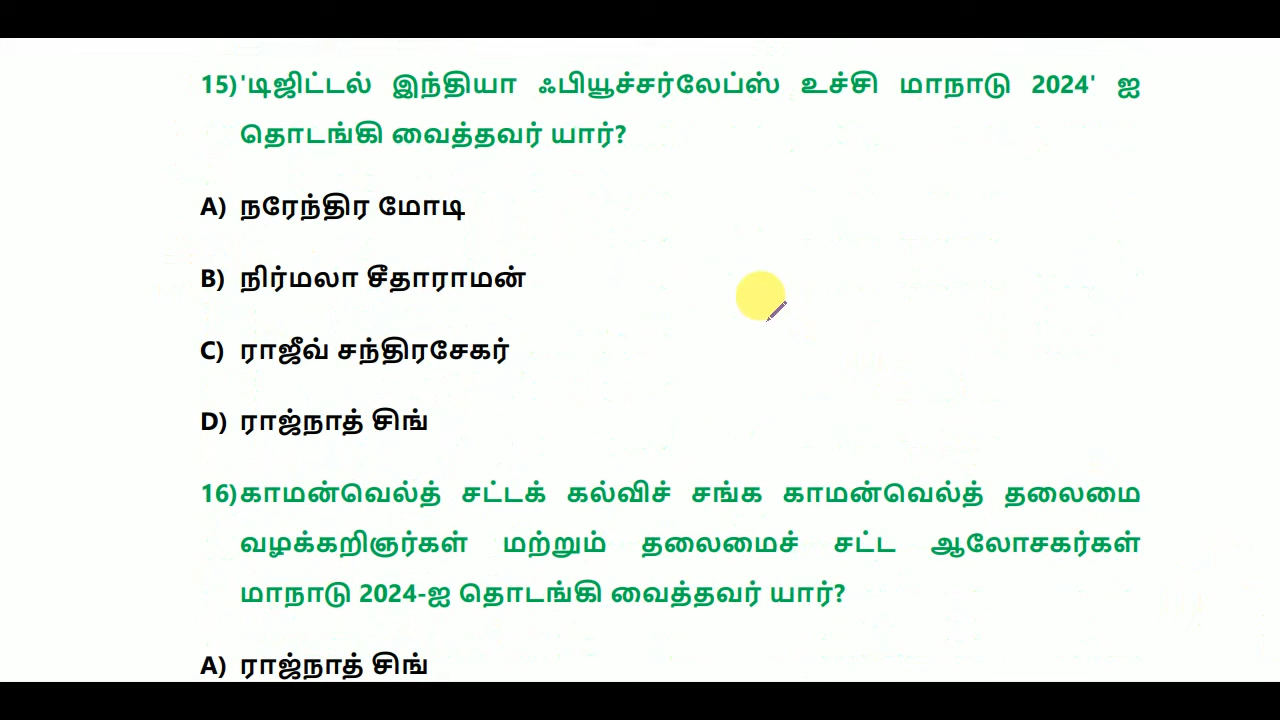 15) 'டிஜிட்டல் இந்தியா ஃபியூச்சர்லேப்ஸ் உச்சி மாநாடு 2024' ஐ
தொடங்கி வைத்தவர் யார்?
A) நரேந்திர மோடி
B) நிர்மலா சீதாராமன்
C) ராஜீவ் சந்திரசேகர்
D) ராஜ்நாத் சிங்
16) காமன்வெல்த் சட்டக் கல்விச் சங்க காமன்வெல்த் தலைமை
வழக்கறிஞர்கள் மற்றும் தலைமைச் சட்ட ஆலோசகர்கள்
மாநாடு 2024-ஐ தொடங்கி வைத்தவர் யார்?
A) ராஜ்நாத் சிங்